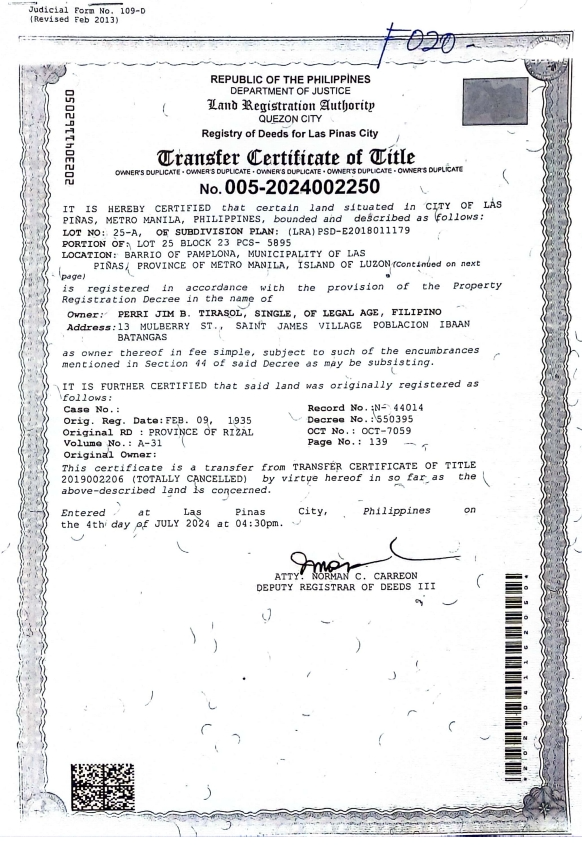 Judicial Form No. 109-D
(Revised Feb 2013)
F020-
REPUBLIC OF THE PHILIPPINES
DEPARTMENT OF JUSTICE
Land Registration Authority
QUEZON CITY
Registry of Deeds for Las Pinas City
Transfer Certificate of Title
OWNER'S DUPLICATE - OWNER'S DUPLICATE - OWNER'S DUPLICATE - OWNER'S DUPLICATE
No. 005-2024002250
IT IS HEREBY CERTIFIED that certain land situated in CITY OF LAS
PIÑAS, METRO MANILA, PHILIPPINES, bounded and described as follows:
LOT NO: 25-A, OF SUBDIVISION PLAN: (LRA)PSD-E2018011179
PORTION OF: LOT 25 BLOCK 23 PCS- 5895
LOCATION: BARRIO OF PAMPLONA, MUNICIPALITY OF LAS
PIÑAS, PROVINCE OF METRO MANILA, ISLAND OF LUZON (Continued on next
page)
is registered in accordance with the provision of the Property
Registration Decree in the name of
Owner: PERRI JIM B. TIRASOL, SINGLE, OF LEGAL AGE, FILIPINO
Address: 13 MULBERRY ST., SAINT JAMES VILLAGE POBLACION IBAAN
BATANGAS
as owner thereof in fee simple, subject to such of the encumbrances
mentioned in Section 44 of said Decree as may be subsisting.
IT IS FURTHER CERTIFIED that said land was originally registered as
follows:
Case No.: Record No.: N- 44014
Orig. Reg. Date: FEB. 09, 1935 Decree No.: 550395
Original RD : PROVINCE OF RIZAL OCT No.: OCT-7059
Volume No.: A-31 Page No.: 139
Original Owner:
This certificate is a transfer from TRANSFER CERTIFICATE OF TITLE
2019002206 (TOTALLY CANCELLED) by virtue hereof in so far as the
above-described land is concerned.
Entered at Las Pinas City, Philippines on
the 4th day of JULY 2024 at 04:30pm.
ATTY. NORMAN C. CARREON
DEPUTY REGISTRAR OF DEEDS III